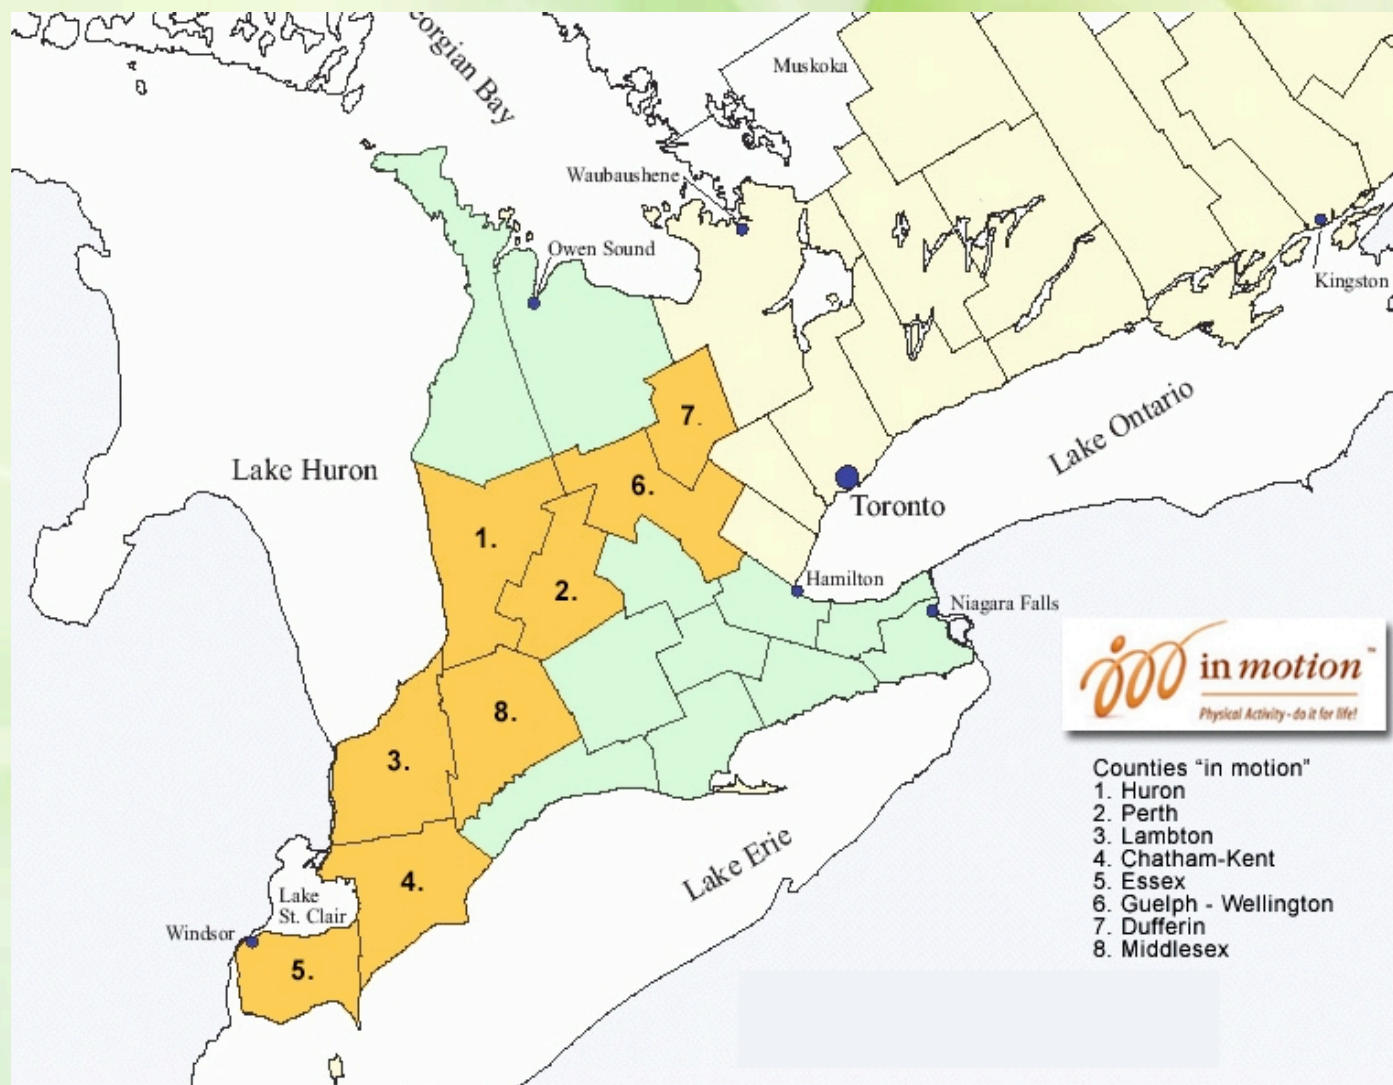 eorgian Bay
Muskoka
Waubaushene
Owen Sound
Kingston
Lake Huron
Lake Ontario
Toronto
Hamilton
Niagara Falls
Lake Erie
Lake
St. Clair
Windsor
7.
6.
1.
2.
8.
3.
4.
5.
in motion™
Physical Activity - do it for life!
Counties “in motion”
1. Huron
2. Perth
3. Lambton
4. Chatham-Kent
5. Essex
6. Guelph - Wellington
7. Dufferin
8. Middlesex